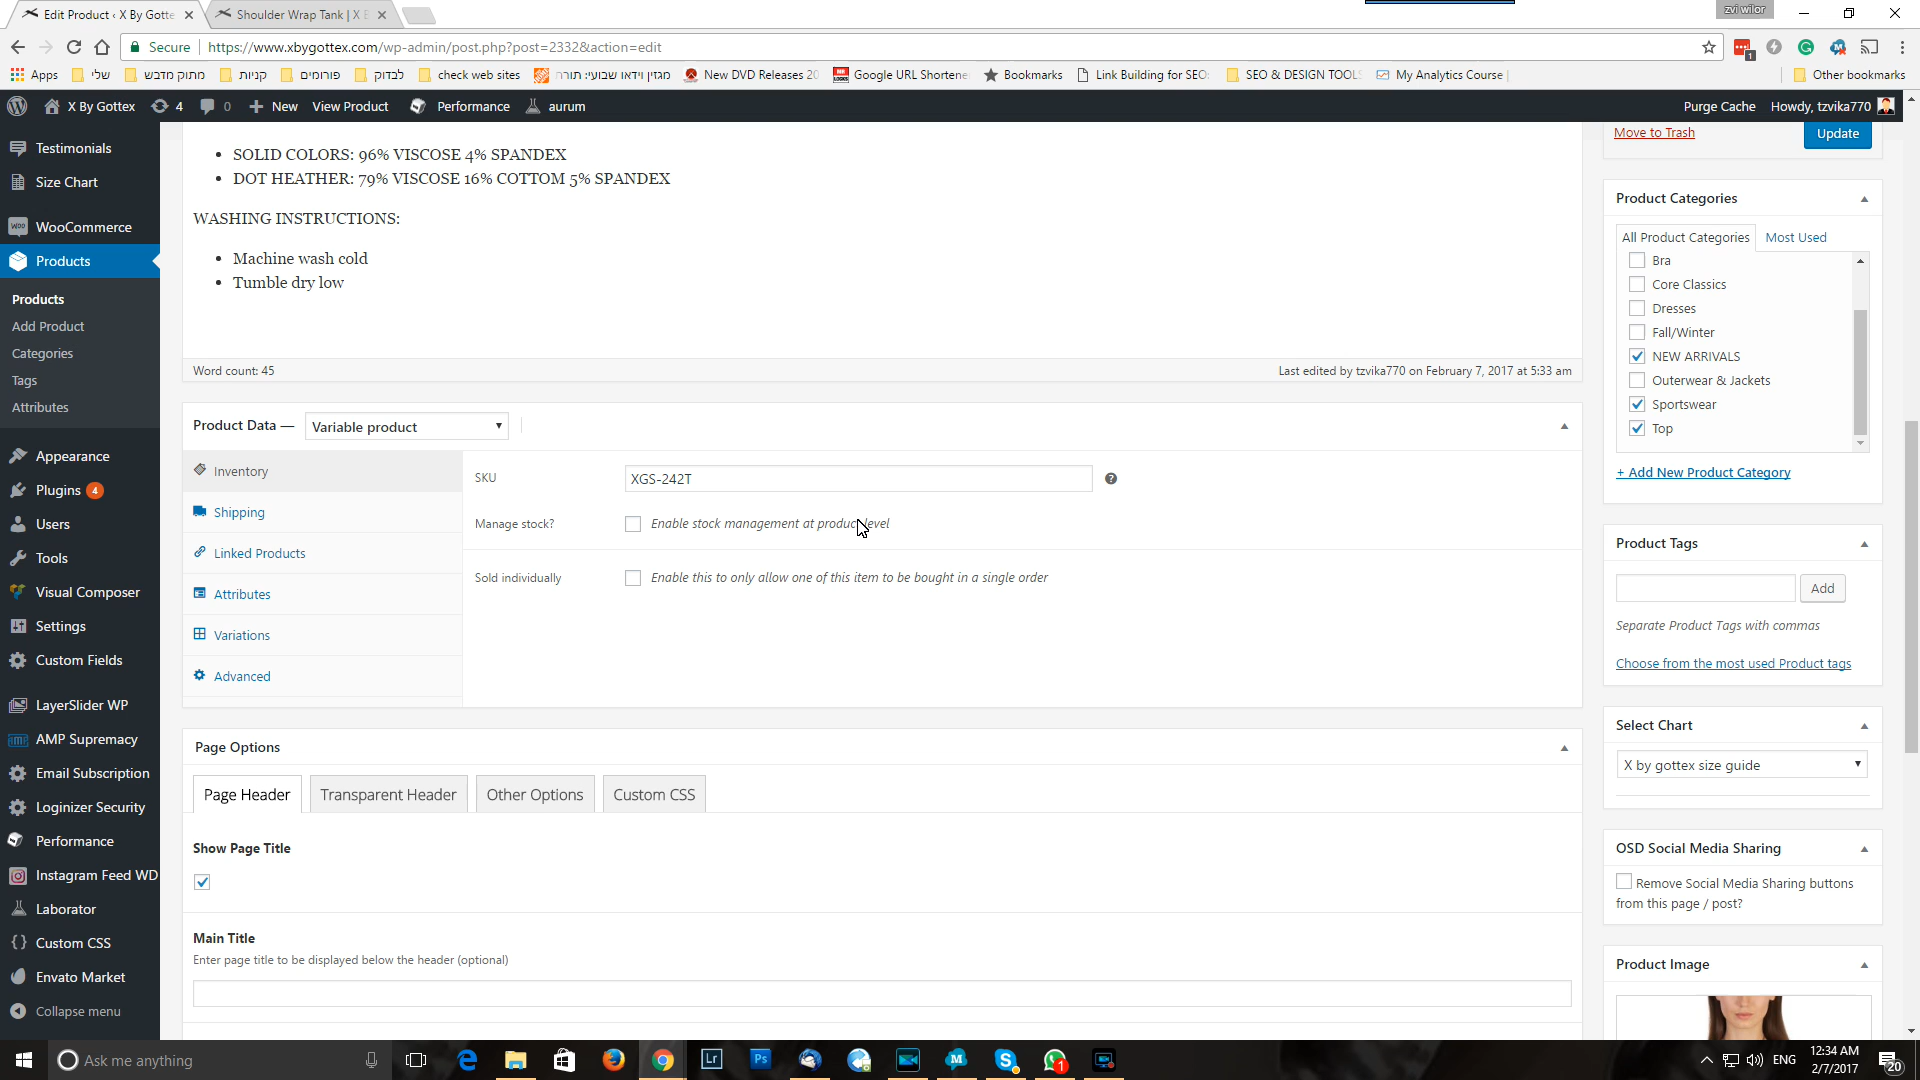 Edit Product ‹ X By Gotte
Shoulder Wrap Tank | X B
zvi wilor
Secure
https://www.xbygottex.com/wp-admin/post.php?post=2332&action=edit
1
Apps
שלי
מתוק מדבש
קניות
פורומים
לבדוק
check web sites
מגזין וידאו שבועי: תורה
New DVD Releases 20
Google URL Shortene
Bookmarks
Link Building for SEO:
SEO & DESIGN TOOLS
My Analytics Course |
Other bookmarks
X By Gottex
4
0
New
View Product
Performance
aurum
Purge Cache
Howdy, tzvika770
Testimonials
Size Chart
WooCommerce
Products
Products
Add Product
Categories
Tags
Attributes
Appearance
Plugins 4
Users
Tools
Visual Composer
Settings
Custom Fields
LayerSlider WP
AMP Supremacy
Email Subscription
Loginizer Security
Performance
Instagram Feed WD
Laborator
Custom CSS
Envato Market
Collapse menu
SOLID COLORS: 96% VISCOSE 4% SPANDEX
DOT HEATHER: 79% VISCOSE 16% COTTOM 5% SPANDEX
WASHING INSTRUCTIONS:
Machine wash cold
Tumble dry low
Word count: 45
Last edited by tzvika770 on February 7, 2017 at 5:33 am
Product Data —
Variable product
Inventory
Shipping
Linked Products
Attributes
Variations
Advanced
SKU
XGS-242T
Manage stock?
Enable stock management at product level
Sold individually
Enable this to only allow one of this item to be bought in a single order
Page Options
Page Header
Transparent Header
Other Options
Custom CSS
Show Page Title
Main Title
Enter page title to be displayed below the header (optional)
Move to Trash
Update
Product Categories
All Product Categories
Most Used
Bra
Core Classics
Dresses
Fall/Winter
NEW ARRIVALS
Outerwear & Jackets
Sportswear
Top
+ Add New Product Category
Product Tags
Add
Separate Product Tags with commas
Choose from the most used Product tags
Select Chart
X by gottex size guide
OSD Social Media Sharing
Remove Social Media Sharing buttons
from this page / post?
Product Image
Ask me anything
Lr
Ps
M
1
ENG
12:34 AM
2/7/2017
20